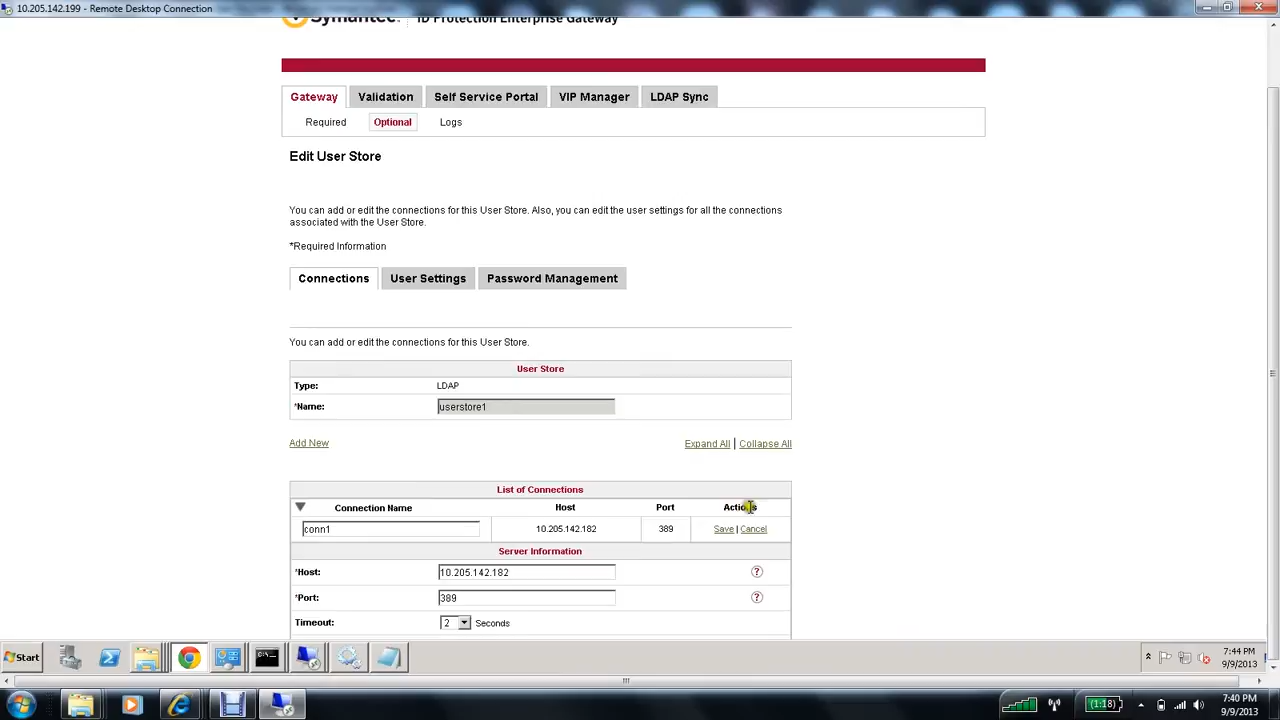 10.205.142.199 - Remote Desktop Connection
Symantec. ID Protection Enterprise Gateway
Gateway Validation Self Service Portal VIP Manager LDAP Sync
Required Optional Logs
Edit User Store
You can add or edit the connections for this User Store. Also, you can edit the user settings for all the connections
associated with the User Store.
*Required Information
Connections User Settings Password Management
You can add or edit the connections for this User Store.
User Store
Type: LDAP
*Name: userstore1
Add New Expand All | Collapse All
List of Connections
Connection Name Host Port Actions
conn1 10.205.142.182 389 Save | Cancel
Server Information
*Host: 10.205.142.182 ?
*Port: 389 ?
Timeout: 2 Seconds
Start 7:44 PM
9/9/2013
(1:18) 7:40 PM
9/9/2013